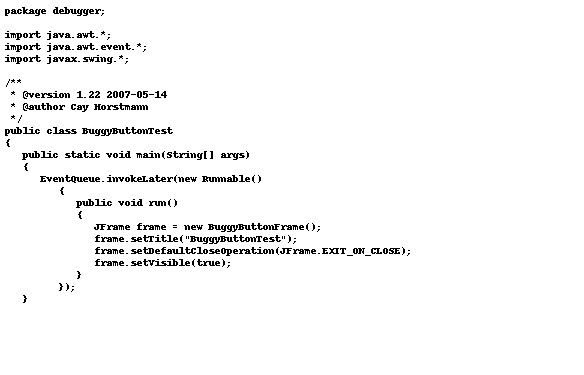 package debugger;

import java.awt.*;
import java.awt.event.*;
import javax.swing.*;

/**
 * @version 1.22 2007-05-14
 * @author Cay Horstmann
 */
public class BuggyButtonTest
{
   public static void main(String[] args)
   {
      EventQueue.invokeLater(new Runnable()
         {
            public void run()
            {
               JFrame frame = new BuggyButtonFrame();
               frame.setTitle("BuggyButtonTest");
               frame.setDefaultCloseOperation(JFrame.EXIT_ON_CLOSE);
               frame.setVisible(true);
            }
         });
   }